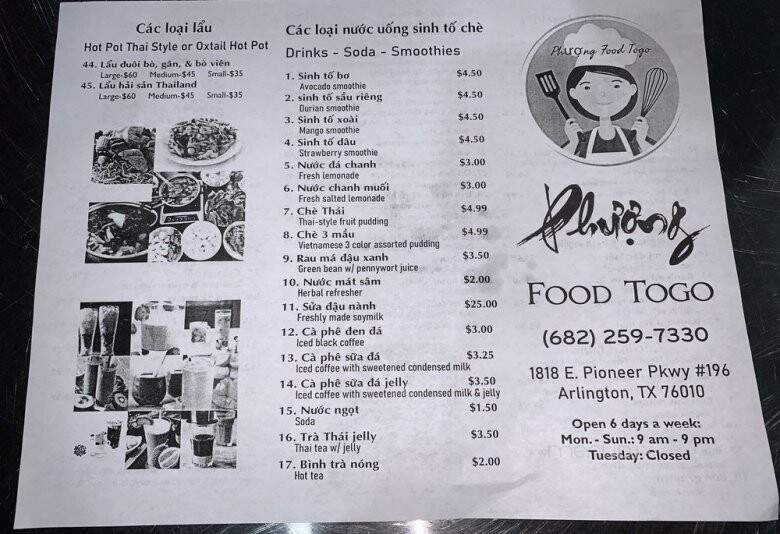 Các loại lẩu
Hot Pot Thai Style or Oxtail Hot Pot
44. Lẩu đuôi bò, gân, & bò viên
Large-$60 Medium-$45 Small-$35
45. Lẩu hải sản Thailand
Large-$60 Medium-$45 Small-$35
Các loại nước uống sinh tố chè
Drinks - Soda - Smoothies
1. Sinh tố bơ $4.50
Avocado smoothie
2. sinh tố sầu riêng $4.50
Durian smoothie
3. Sinh tố xoài $4.50
Mango smoothie
4. Sinh tố dâu $4.50
Strawberry smoothie
5. Nước đá chanh $3.00
Fresh lemonade
6. Nước chanh muối $3.00
Fresh salted lemonade
7. Chè Thái $4.99
Thai-style fruit pudding
8. Chè 3 mầu $4.99
Vietnamese 3 color assorted pudding
9. Rau má đậu xanh $3.50
Green bean w/ pennywort juice
10. Nước mát sâm $2.00
Herbal refresher
11. Sửa đậu nành $25.00
Freshly made soymilk
12. Cà phê đen đá $3.00
Iced black coffee
13. Cà phê sữa đá $3.25
Iced coffee with sweetened condensed milk
14. Cà phê sữa đá jelly $3.50
Iced coffee with sweetened condensed milk & jelly
15. Nước ngọt $1.50
Soda
16. Trà Thái jelly $3.50
Thai tea w/ jelly
17. Bình trà nóng $2.00
Hot tea
Phượng Food Togo
Phượng
FOOD TOGO
(682) 259-7330
1818 E. Pioneer Pkwy #196
Arlington, TX 76010
Open 6 days a week:
Mon. - Sun.: 9 am - 9 pm
Tuesday: Closed